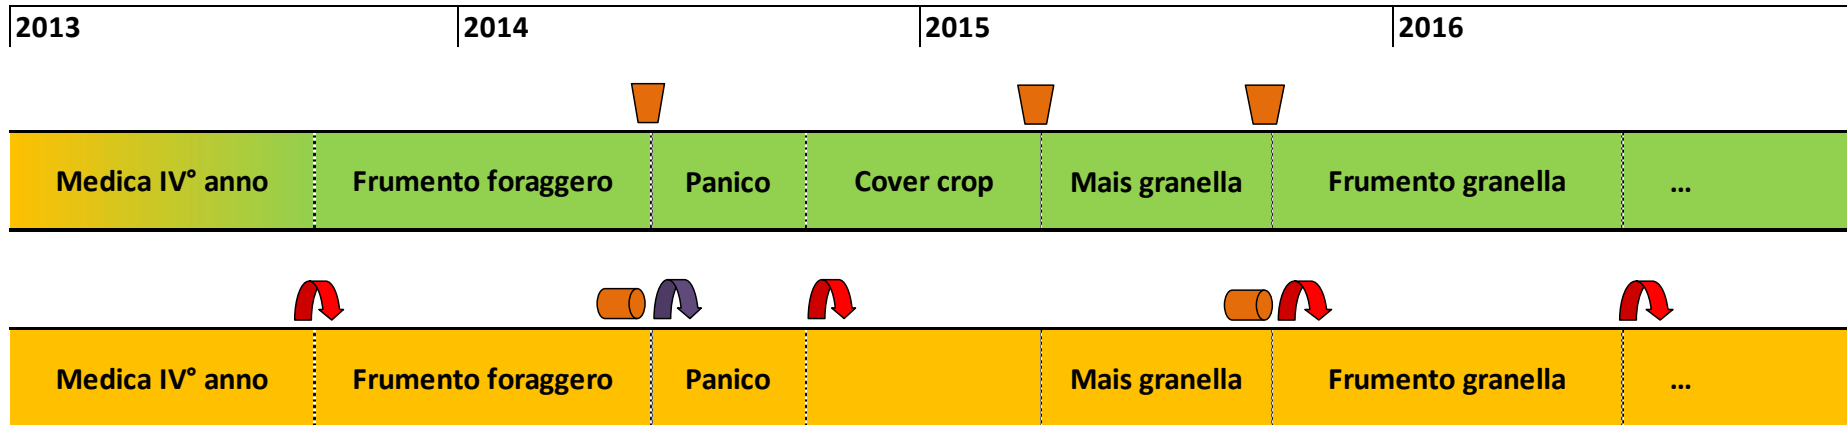 2013 2014 2015 2016
Medica IV° anno Frumento foraggero Panico Cover crop Mais granella Frumento granella ...
Medica IV° anno Frumento foraggero Panico Mais granella Frumento granella ...